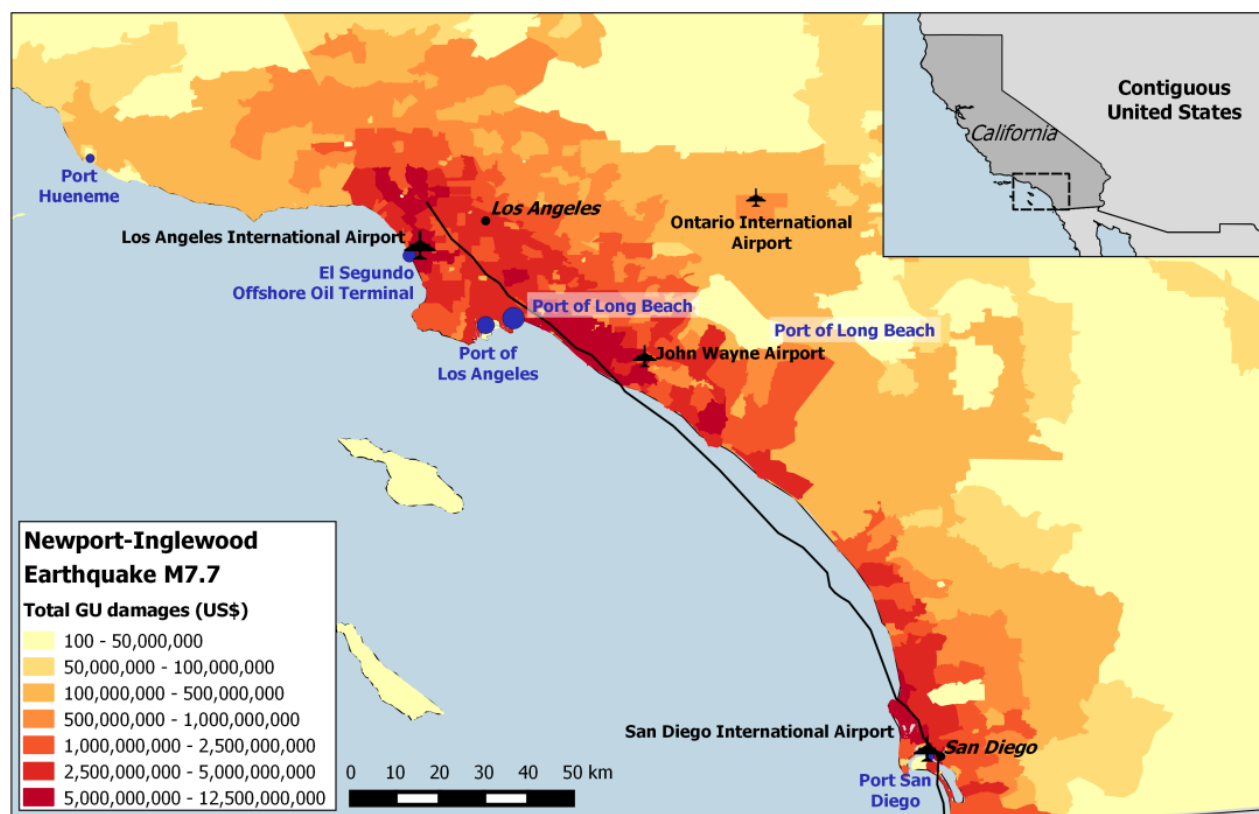 Contiguous
United States
California
Port
Hueneme
Los Angeles
Ontario International
Airport
Los Angeles International Airport
El Segundo
Offshore Oil Terminal
Port of Long Beach
Port of Long Beach
John Wayne Airport
Port of
Los Angeles
Newport-Inglewood
Earthquake M7.7
Total GU damages (US$)
100 - 50,000,000
50,000,000 - 100,000,000
100,000,000 - 500,000,000
500,000,000 - 1,000,000,000
1,000,000,000 - 2,500,000,000
2,500,000,000 - 5,000,000,000
5,000,000,000 - 12,500,000,000
0 10 20 30 40 50 km
San Diego International Airport
San Diego
Port San
Diego